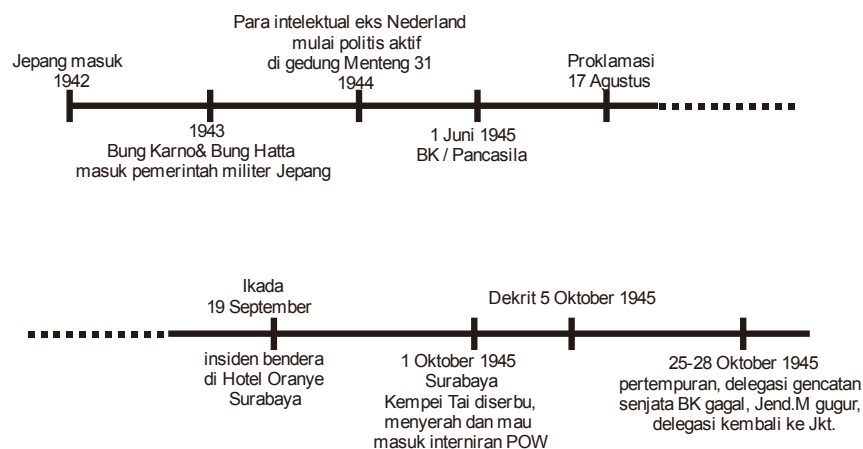 Jepang masuk
1942
1943
Bung Karno& Bung Hatta
masuk pemerintah militer Jepang
Para intelektual eks Nederland
mulai politis aktif
di gedung Menteng 31
1944
1 Juni 1945
BK / Pancasila
Proklamasi
17 Agustus
Ikada
19 September
insiden bendera
di Hotel Oranye
Surabaya
1 Oktober 1945
Surabaya
Kempei Tai diserbu,
menyerah dan mau
masuk interniran POW
Dekrit 5 Oktober 1945
25-28 Oktober 1945
pertempuran, delegasi gencatan
senjata BK gagal, Jend.M gugur,
delegasi kembali ke Jkt.